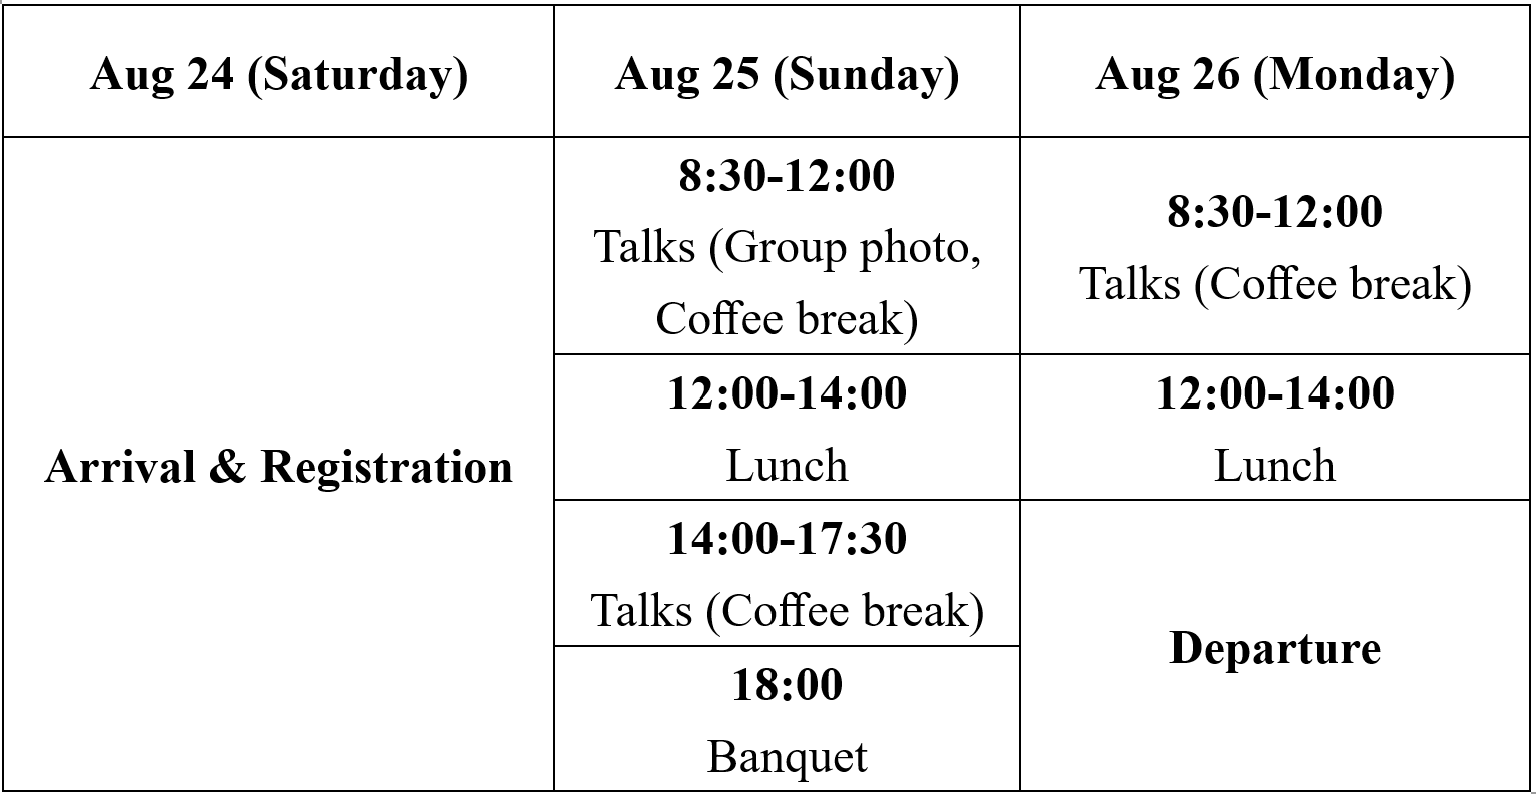 Aug 24 (Saturday)
Aug 25 (Sunday)
Aug 26 (Monday)
Arrival & Registration
8:30-12:00
Talks (Group photo,
Coffee break)
8:30-12:00
Talks (Coffee break)
12:00-14:00
Lunch
12:00-14:00
Lunch
14:00-17:30
Talks (Coffee break)
Departure
18:00
Banquet